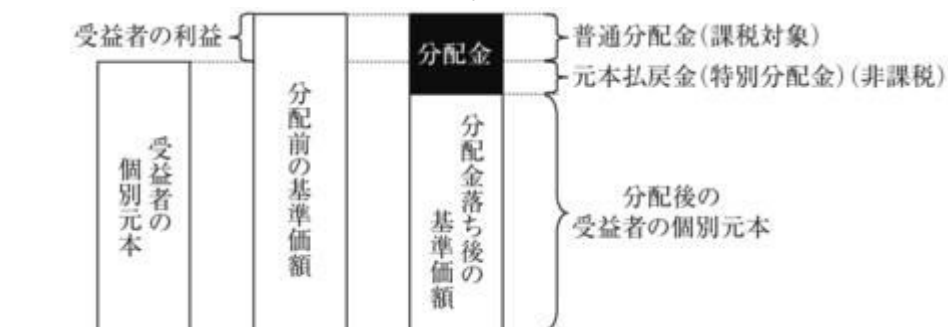 受益者の利益
分配金
普通分配金(課税対象)
元本払戻金(特別分配金)(非課税)
受益者の
個別元本
分配前の基準価額
分配金落ち後の
基準価額
分配後の
受益者の個別元本